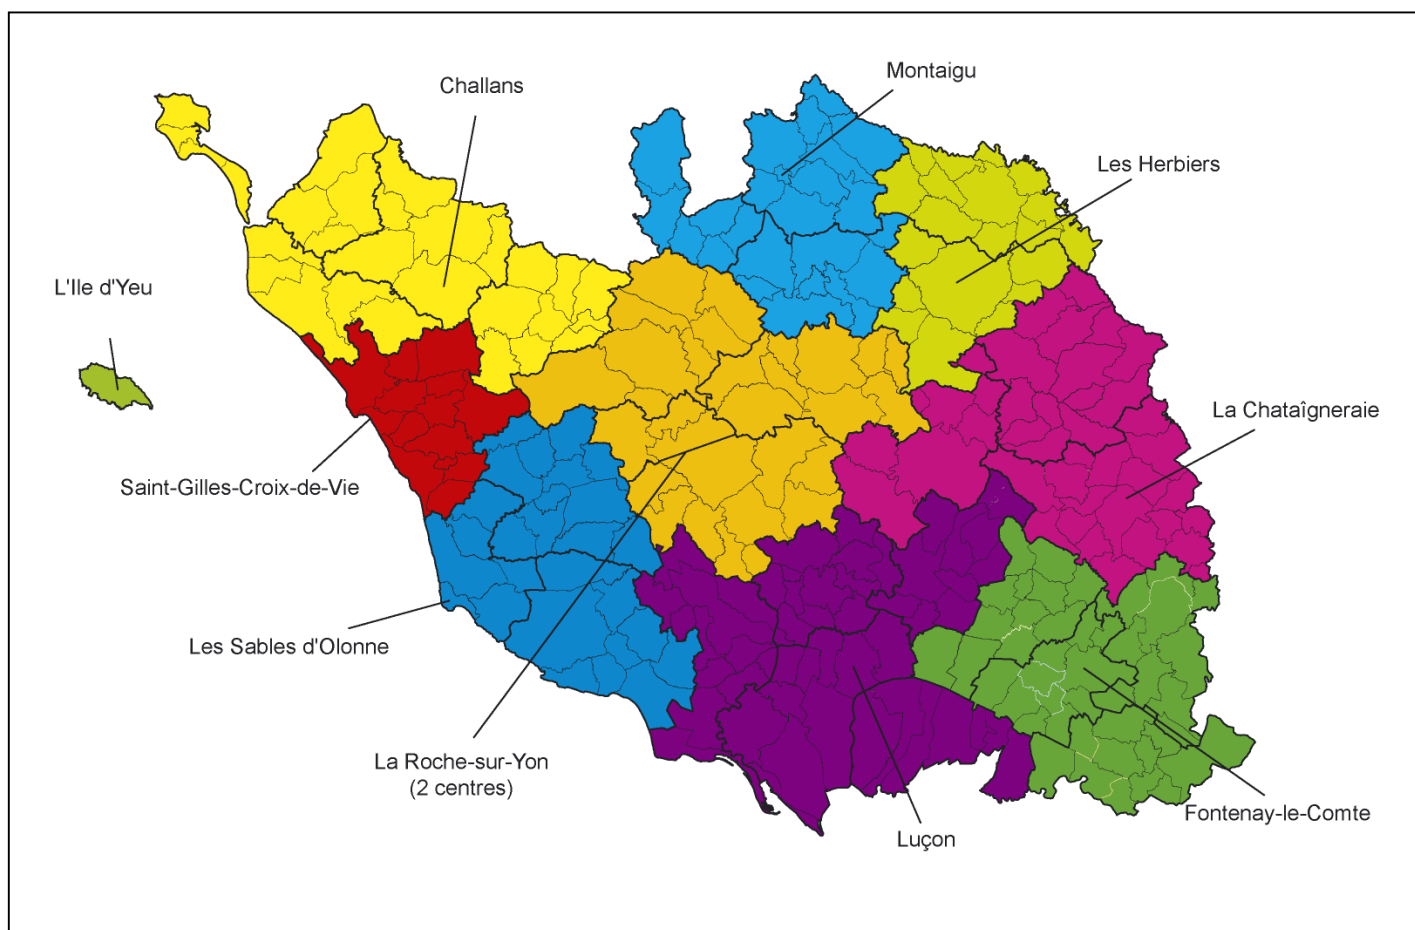 Montaigu
Challans
Les Herbiers
L'Ile d'Yeu
La Chataîgneraie
Saint-Gilles-Croix-de-Vie
Les Sables d'Olonne
La Roche-sur-Yon
(2 centres)
Fontenay-le-Comte
Luçon